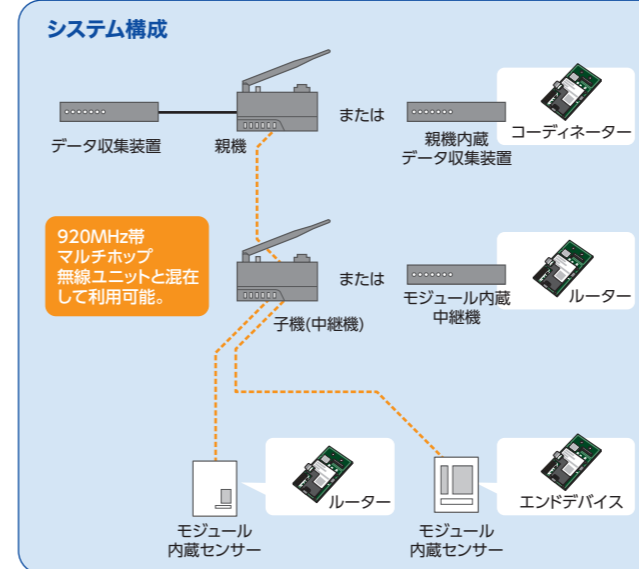 システム構成
または
データ収集装置
親機
親機内蔵
データ収集装置
コーディネーター
920MHz帯
マルチホップ
無線ユニットと混在
して利用可能。
または
子機(中継機)
モジュール内蔵
中継機
ルーター
ルーター
エンドデバイス
モジュール
内蔵センサー
モジュール
内蔵センサー